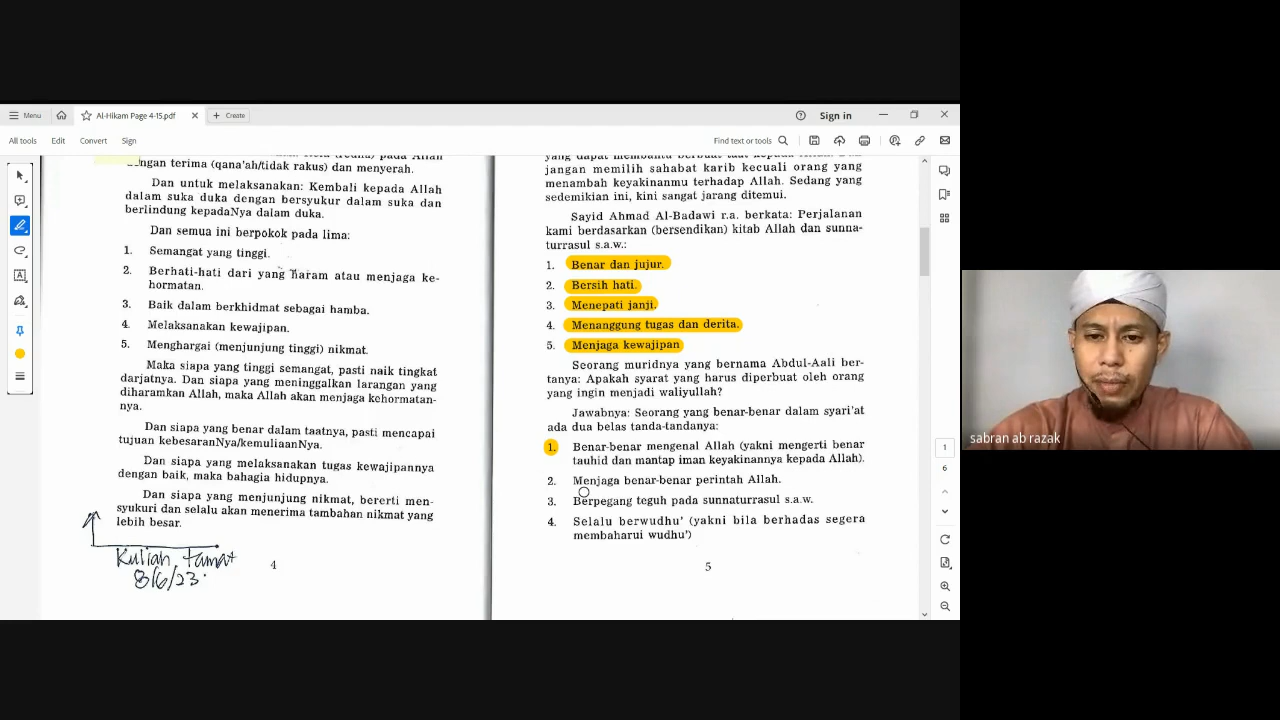 Menu
Al-Hikam Page 4-15.pdf
Create
Sign in
All tools
Edit
Convert
Sign
Find text or tools
pada Allah
dengan terima (qana'ah/tidak rakus) dan menyerah.
Dan untuk melaksanakan: Kembali kepada Allah
dalam suka duka dengan bersyukur dalam suka dan
berlindung kepadaNya dalam duka.
Dan semua ini berpokok pada lima:
1. Semangat yang tinggi.
2. Berhati-hati dari yang haram atau menjaga ke-
hormatan.
3. Baik dalam berkhidmat sebagai hamba.
4. Melaksanakan kewajipan.
5. Menghargai (menjunjung tinggi) nikmat.
Maka siapa yang tinggi semangat, pasti naik tingkat
darjatnya. Dan siapa yang meninggalkan larangan yang
diharamkan Allah, maka Allah akan menjaga kehormatan-
nya.
Dan siapa yang benar dalam taatnya, pasti mencapai
tujuan kebesaranNya/kemuliaanNya.
Dan siapa yang melaksanakan tugas kewajipannya
dengan baik, maka bahagia hidupnya.
Dan siapa yang menjunjung nikmat, bererti men-
syukuri dan selalu akan menerima tambahan nikmat yang
lebih besar.
Kuliah tamat
8/6/23.
4
yang dapat membantu berbuat taat kepada
jangan memilih sahabat karib kecuali orang yang
menambah keyakinanmu terhadap Allah. Sedang yang
sedemikian ini, kini sangat jarang ditemui.
Sayid Ahmad Al-Badawi r.a. berkata: Perjalanan
kami berdasarkan (bersendikan) kitab Allah dan sunna-
turrasul s.a.w.:
1. Benar dan jujur.
2. Bersih hati.
3. Menepati janji.
4. Menanggung tugas dan derita.
5. Menjaga kewajipan
Seorang muridnya yang bernama Abdul-Aali ber-
tanya: Apakah syarat yang harus diperbuat oleh orang
yang ingin menjadi waliyullah?
Jawabnya: Seorang yang benar-benar dalam syari'at
ada dua belas tanda-tandanya:
1. Benar-benar mengenal Allah (yakni mengerti benar
tauhid dan mantap iman keyakinannya kepada Allah).
2. Menjaga benar-benar perintah Allah.
3. Berpegang teguh pada sunnaturrasul s.a.w.
4. Selalu berwudhu' (yakni bila berhadas segera
membaharui wudhu')
5
1
6
sabran ab razak